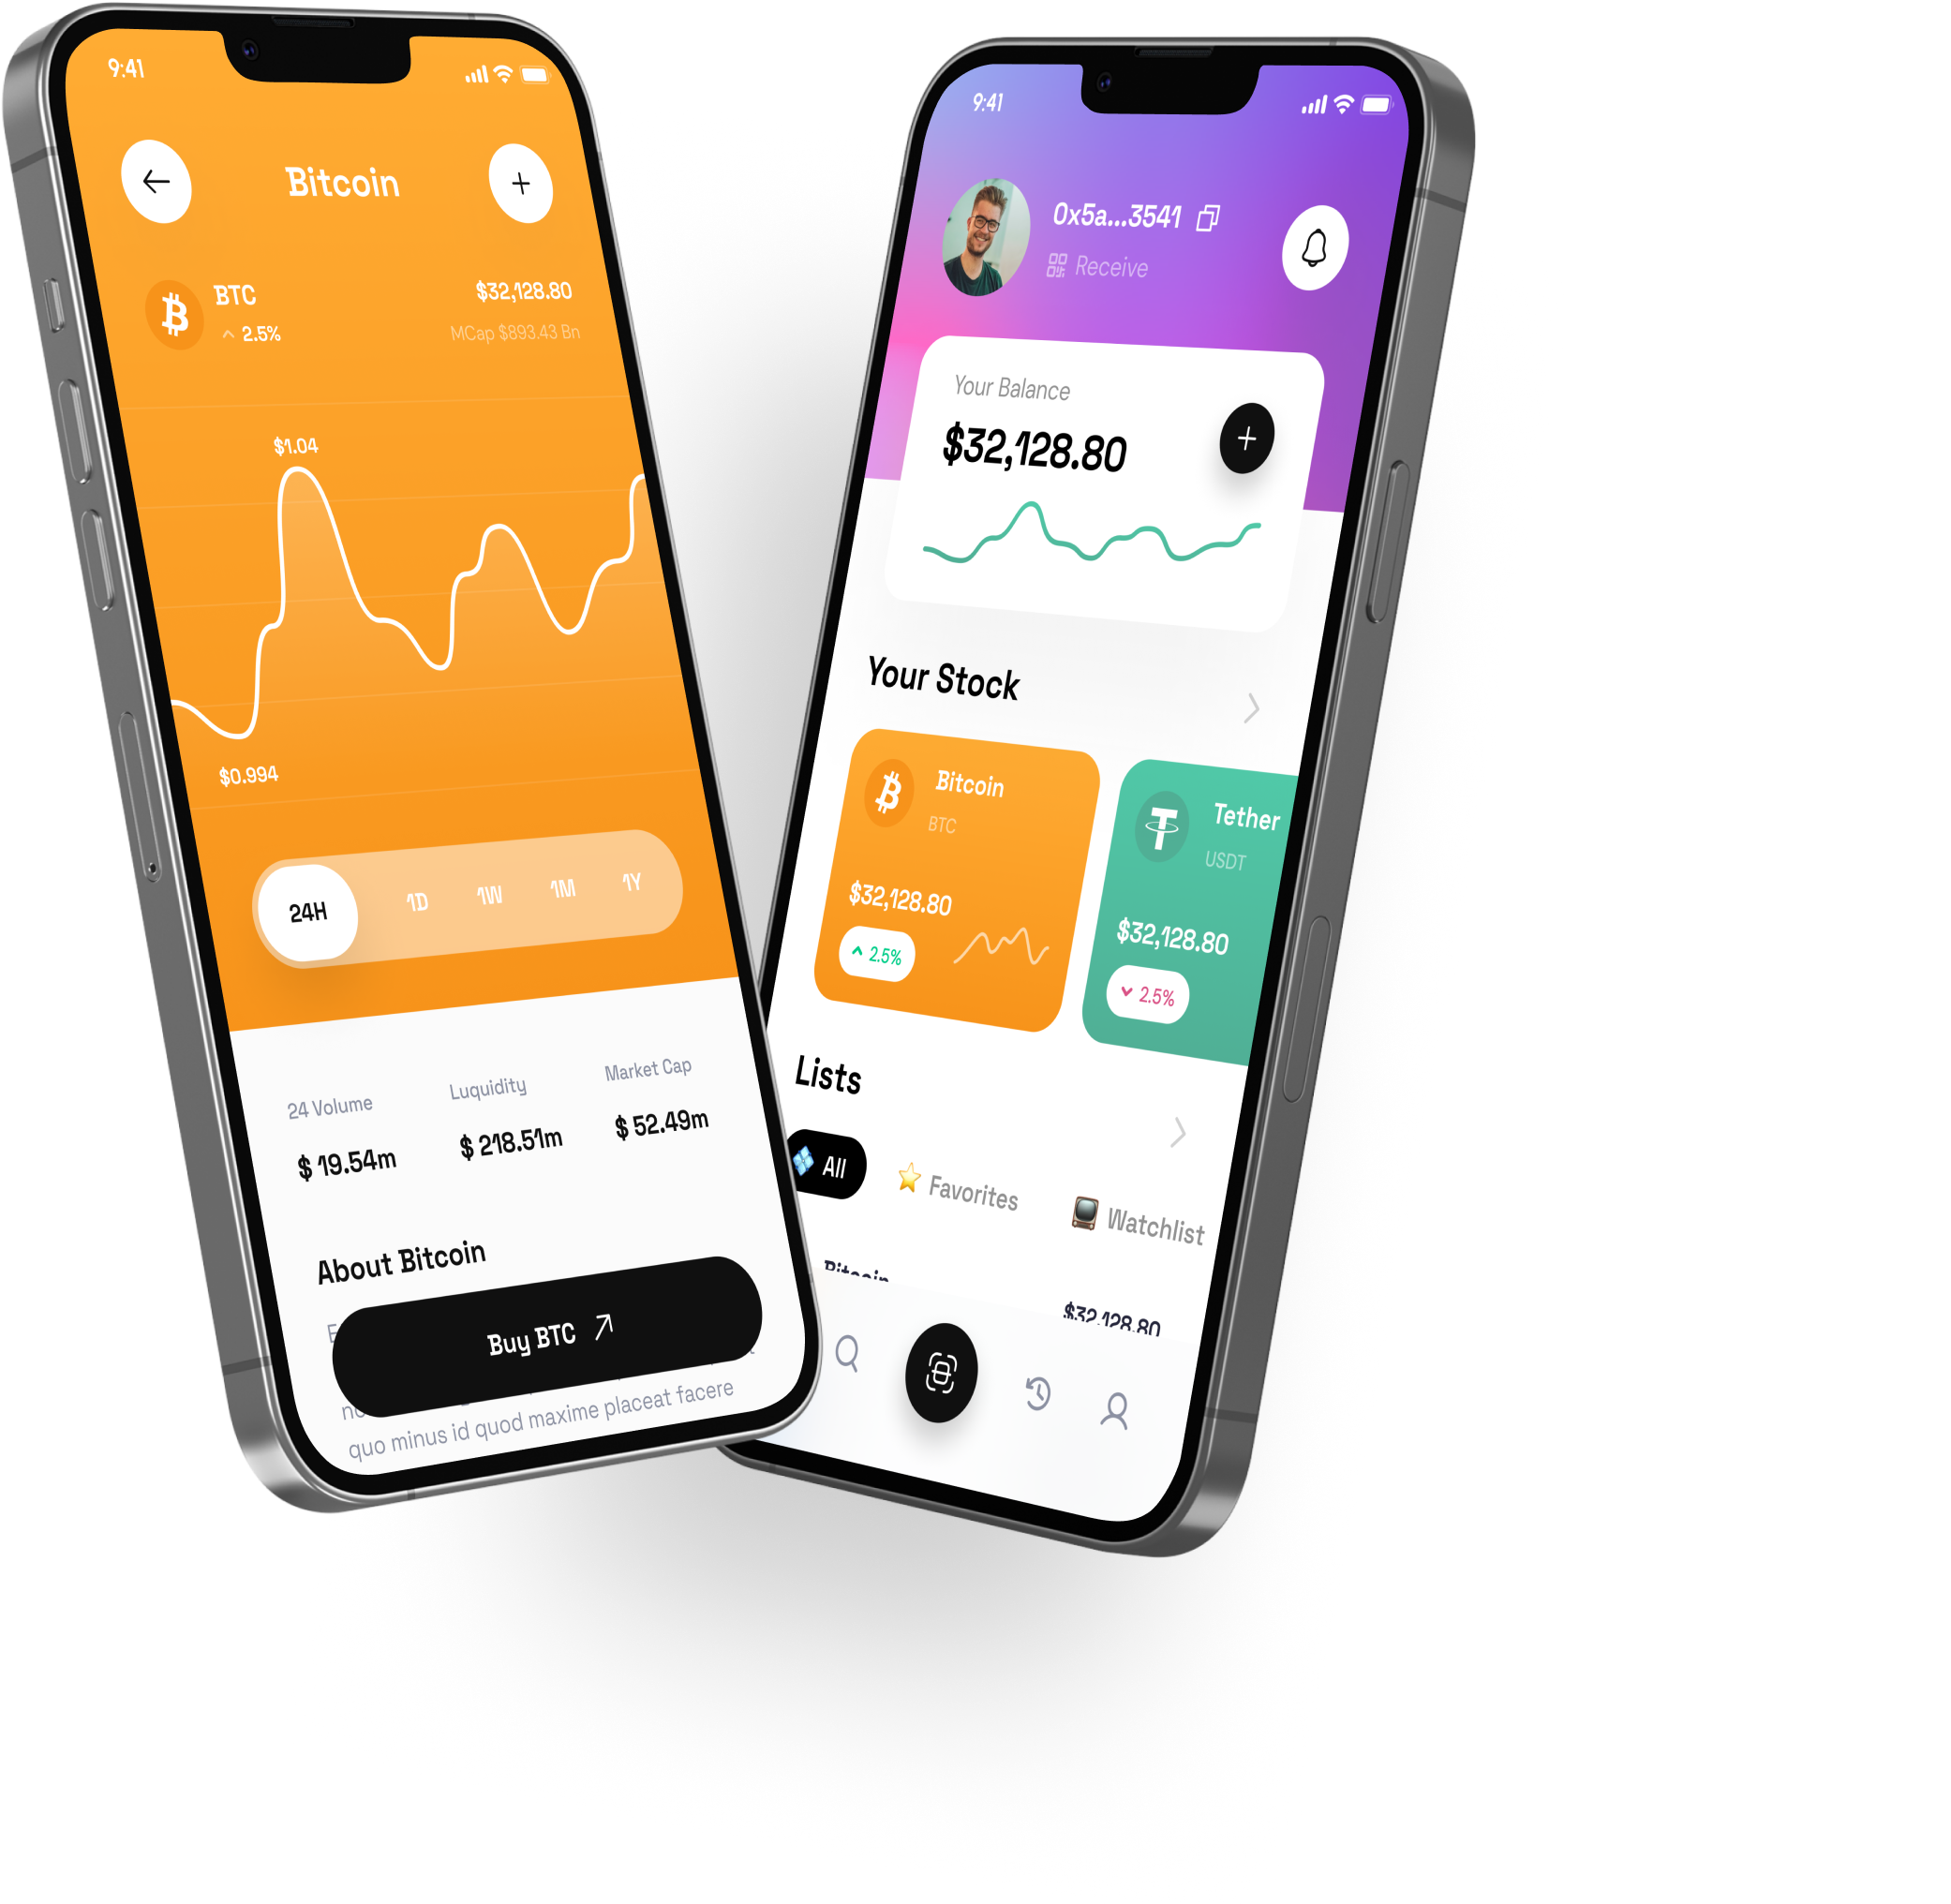 9:41
Bitcoin
BTC
2.5%
$32,128.80
MCap $893.43 Bn
$1.04
$0.994
24H 1D 1W 1M 1Y
24 Volume Luquidity Market Cap
$ 19.54m $ 218.51m $ 52.49m
About Bitcoin
Buy BTC
quo minus id quod maxime placeat facere
9:41
0x5a...3541
Receive
Your Balance
$32,128.80
Your Stock
Bitcoin
BTC
$32,128.80
2.5%
Tether
USDT
$32,128.80
2.5%
Lists
All Favorites Watchlist
Bitcoin
$32,128.80